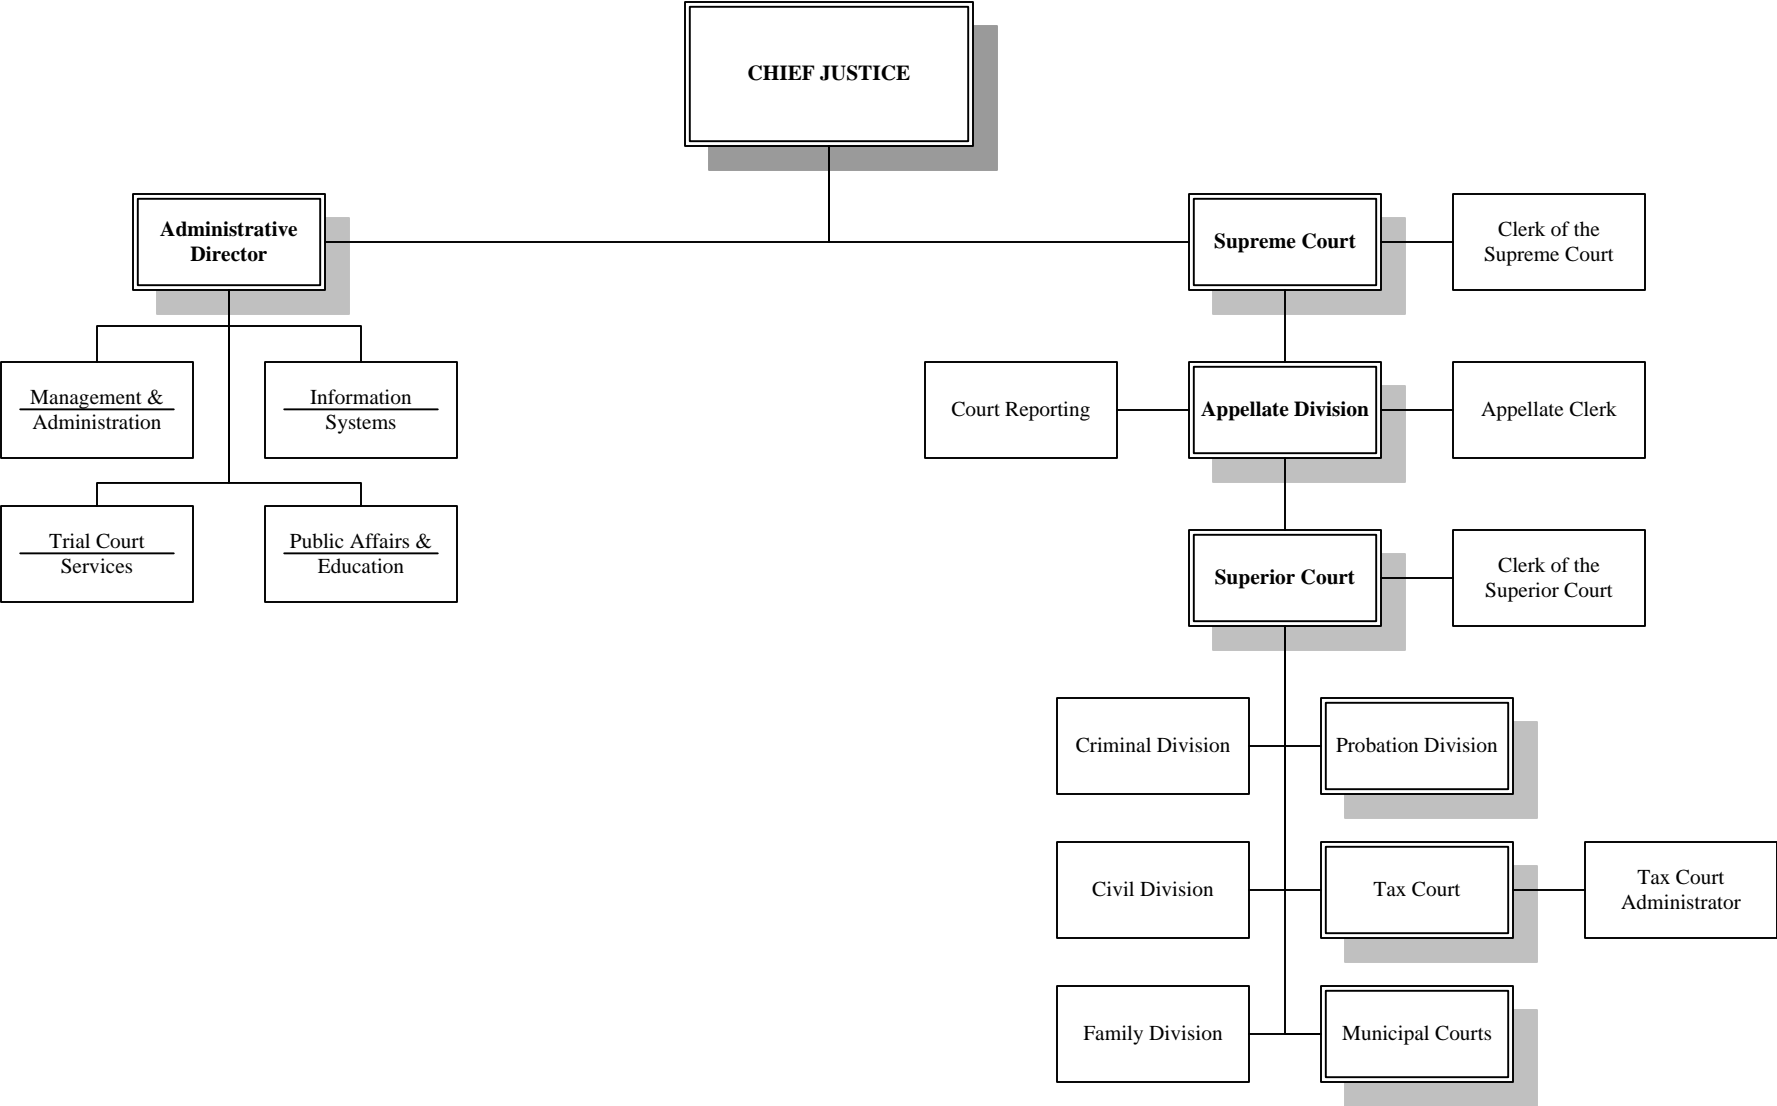 CHIEF JUSTICE
Administrative
Director
Supreme Court
Clerk of the
Supreme Court
Management &
Administration
Information
Systems
Court Reporting
Appellate Division
Appellate Clerk
Trial Court
Services
Public Affairs &
Education
Superior Court
Clerk of the
Superior Court
Criminal Division
Probation Division
Civil Division
Tax Court
Tax Court
Administrator
Family Division
Municipal Courts